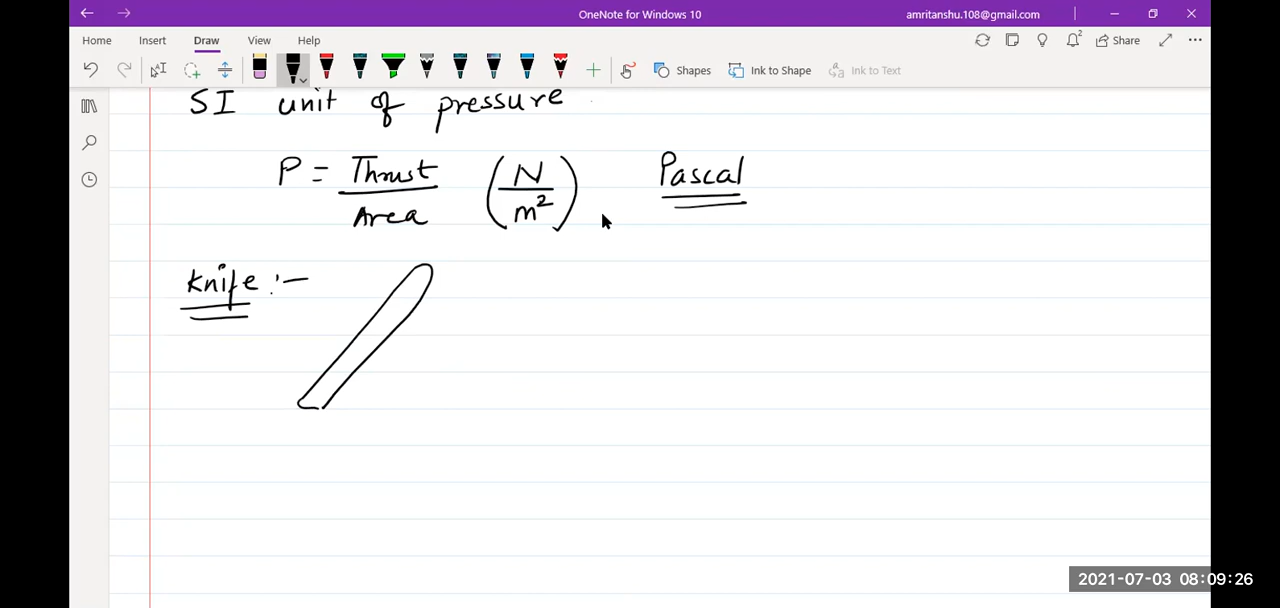 OneNote for Windows 10
amritanshu.108@gmail.com
Home Insert Draw View Help
Share
Shapes Ink to Shape Ink to Text
SI unit of pressure
P = Thrust / Area (N / m²) Pascal
Knife :-
2021-07-03 08:09:26